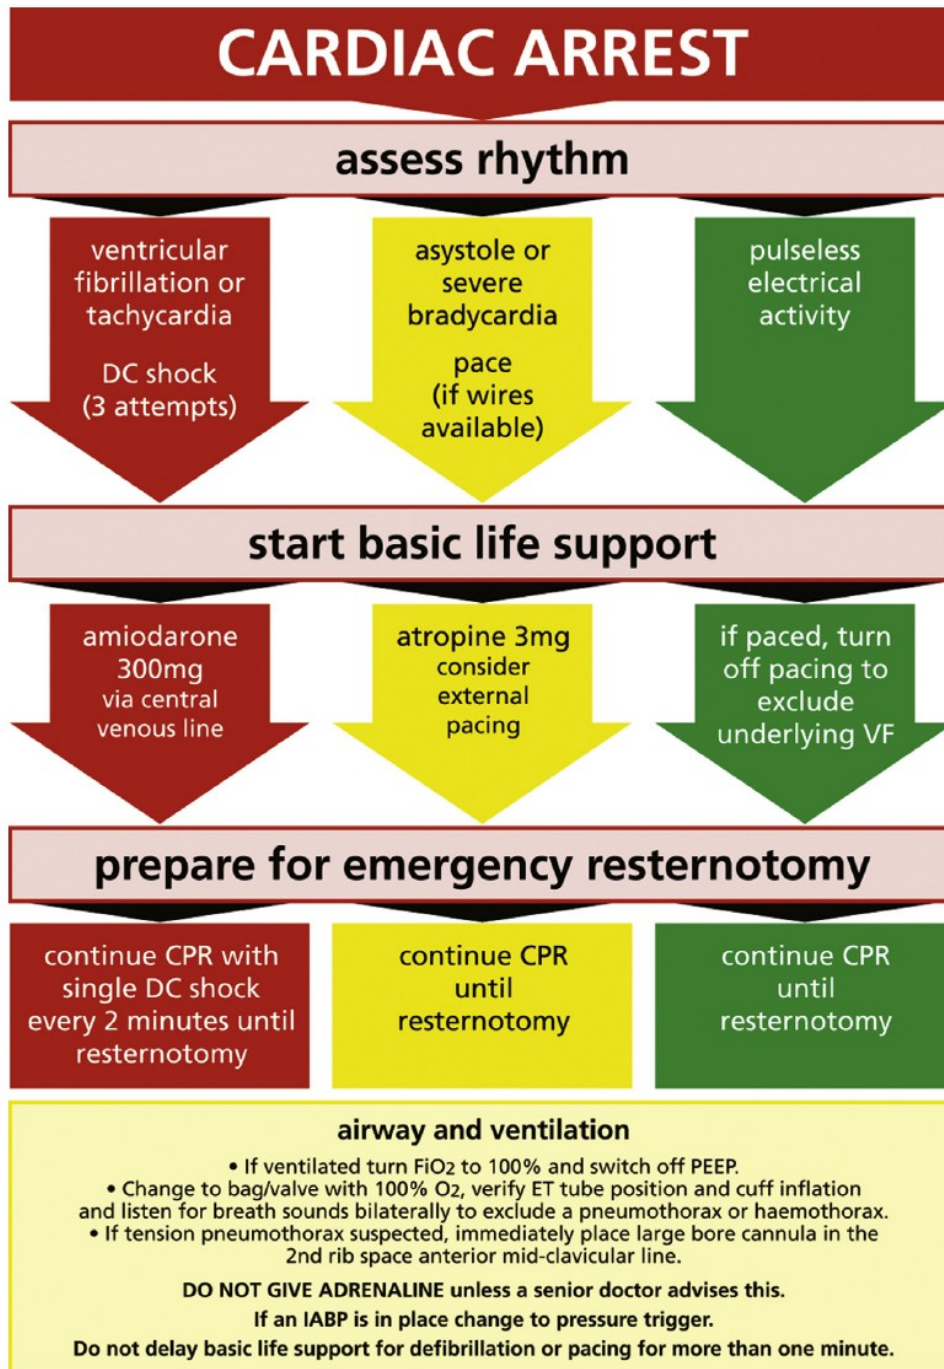 CARDIAC ARREST
assess rhythm
ventricular
fibrillation or
tachycardia
DC shock
(3 attempts)
asystole or
severe
bradycardia
pace
(if wires
available)
pulseless
electrical
activity
start basic life support
amiodarone
300mg
via central
venous line
atropine 3mg
consider
external
pacing
if paced, turn
off pacing to
exclude
underlying VF
prepare for emergency resternotomy
continue CPR with
single DC shock
every 2 minutes until
resternotomy
continue CPR
until
resternotomy
continue CPR
until
resternotomy
airway and ventilation
• If ventilated turn FiO2 to 100% and switch off PEEP.
• Change to bag/valve with 100% O2, verify ET tube position and cuff inflation
and listen for breath sounds bilaterally to exclude a pneumothorax or haemothorax.
• If tension pneumothorax suspected, immediately place large bore cannula in the
2nd rib space anterior mid-clavicular line.
DO NOT GIVE ADRENALINE unless a senior doctor advises this.
If an IABP is in place change to pressure trigger.
Do not delay basic life support for defibrillation or pacing for more than one minute.